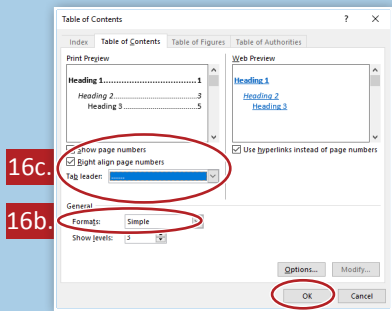 Table of Contents ? ×
Index Table of Contents Table of Figures Table of Authorities
Print Preview
Heading 1....................................1
Heading 2..................................3
Heading 3...............................5
Web Preview
Heading 1
Heading 2
Heading 3
Show page numbers
Right align page numbers
Tab leader: .......
Use hyperlinks instead of page numbers
16c.
General
16b.
Formats: Simple
Show levels: 3
Options... Modify...
OK Cancel